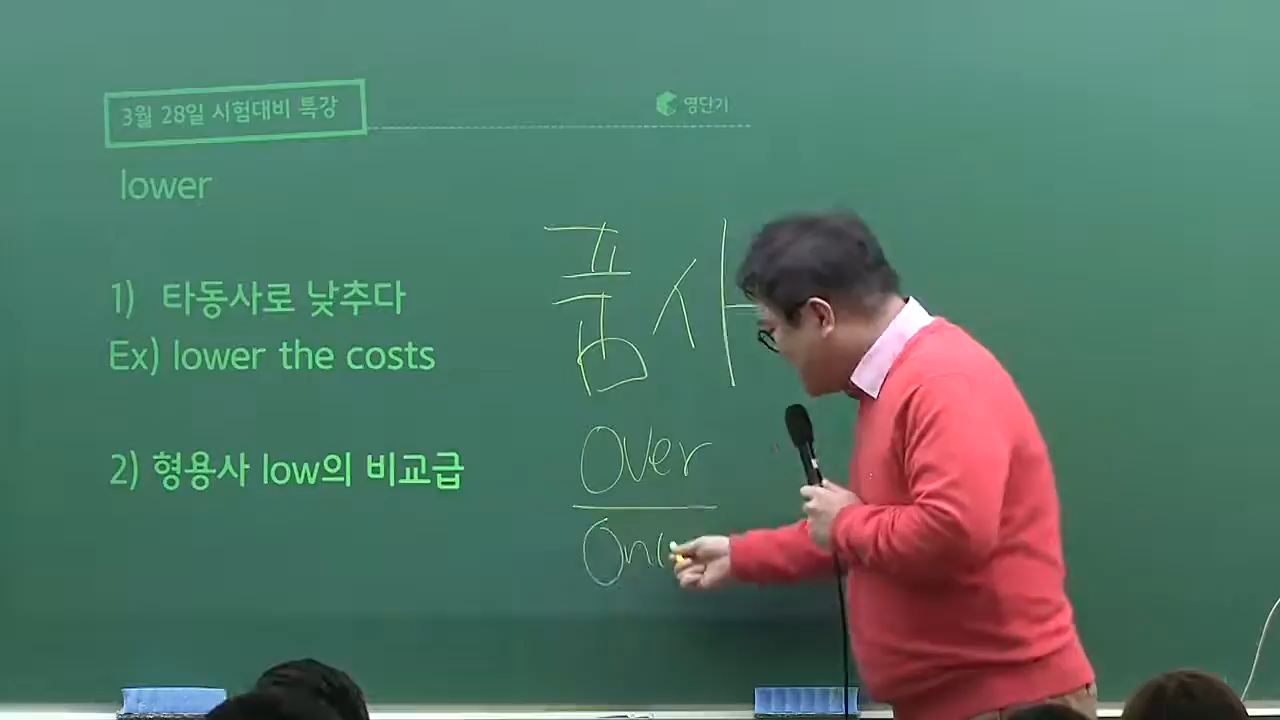 3월 28일 시험대비 특강
영단기
lower
1) 타동사로 낮추다
Ex) lower the costs
2) 형용사 low의 비교급
품사
over